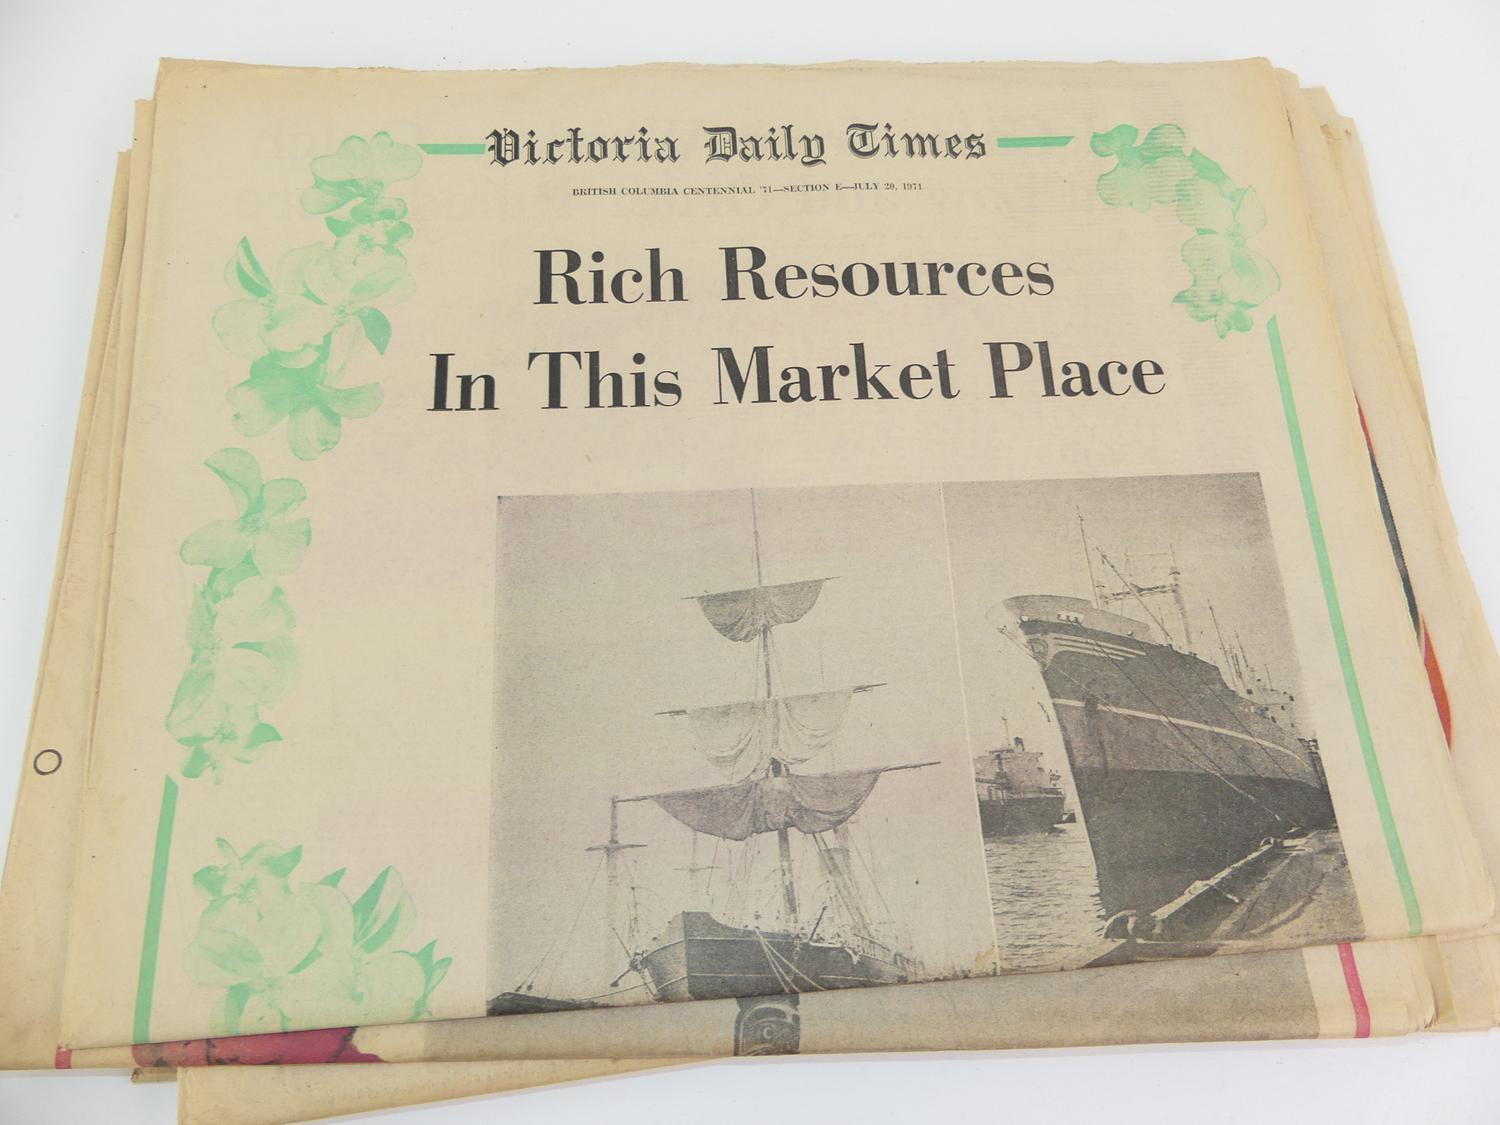 Victoria Daily Times
BRITISH COLUMBIA CENTENNIAL '71—SECTION E—JULY 20, 1971
Rich Resources
In This Market Place